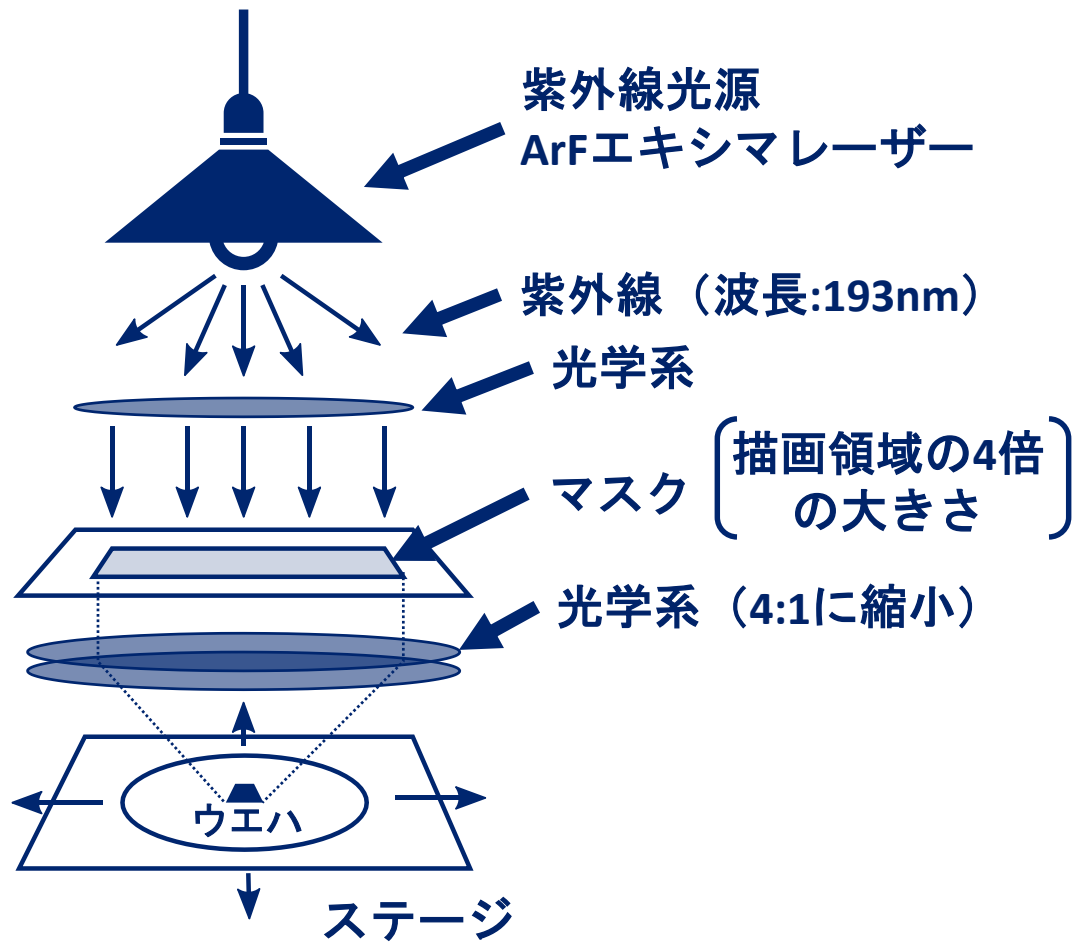 紫外線光源
ArFエキシマレーザー
紫外線（波長:193nm）
光学系
マスク
描画領域の4倍
の大きさ
光学系（4:1に縮小）
ウエハ
ステージ